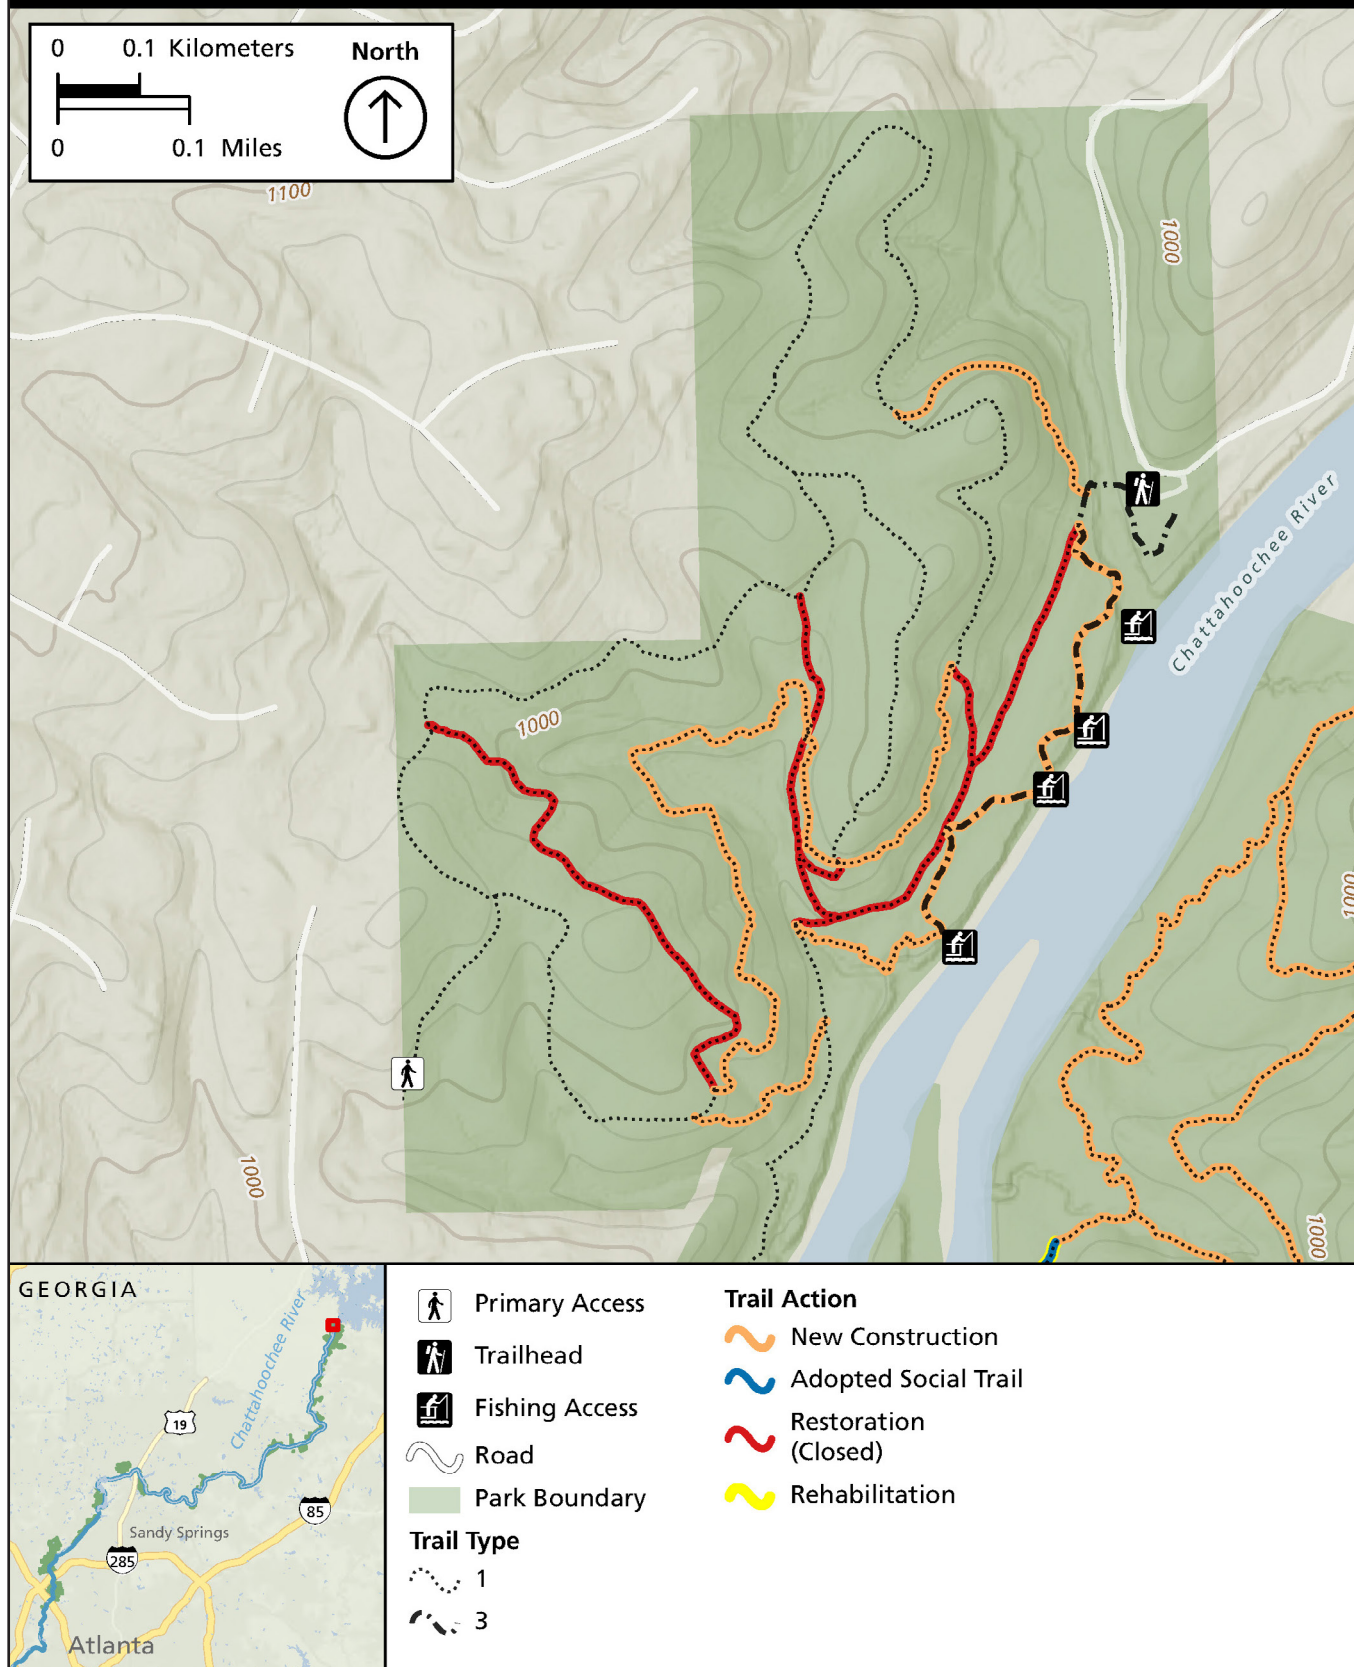 0 0.1 Kilometers
North
0 0.1 Miles
1100
1000
Chattahoochee River
1000
1000
1000
1000
GEORGIA
Chattahoochee River
19
Sandy Springs
85
285
Atlanta
Primary Access
Trailhead
Fishing Access
Road
Park Boundary
Trail Type
1
3
Trail Action
New Construction
Adopted Social Trail
Restoration
(Closed)
Rehabilitation